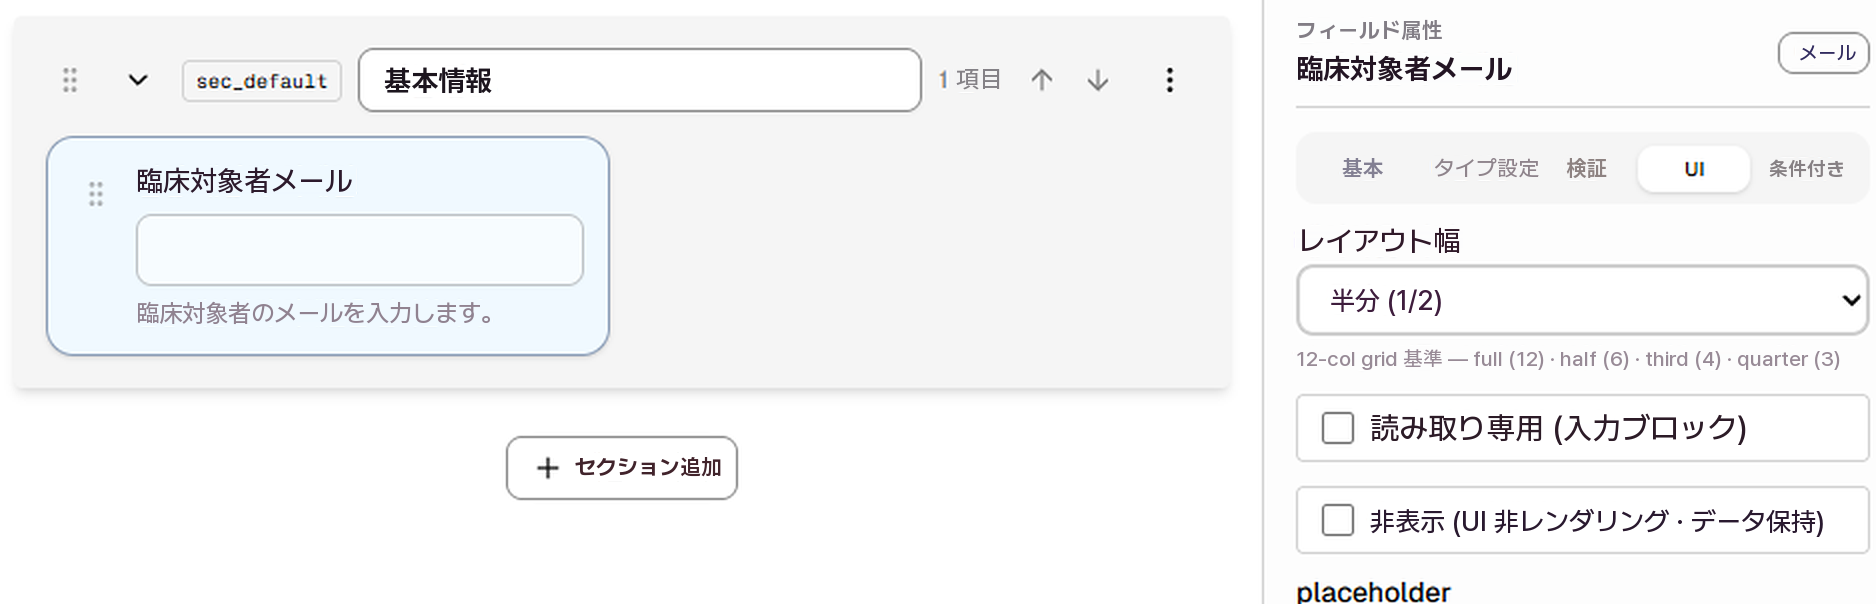 sec_default
基本情報
1 項目
臨床対象者メール
臨床対象者のメールを入力します。
セクション追加
フィールド属性
臨床対象者メール
メール
基本
タイプ設定
検証
UI
条件付き
レイアウト幅
半分 (1/2)
12-col grid 基準 — full (12) · half (6) · third (4) · quarter (3)
読み取り専用 (入力ブロック)
非表示 (UI 非レンダリング · データ保持)
placeholder